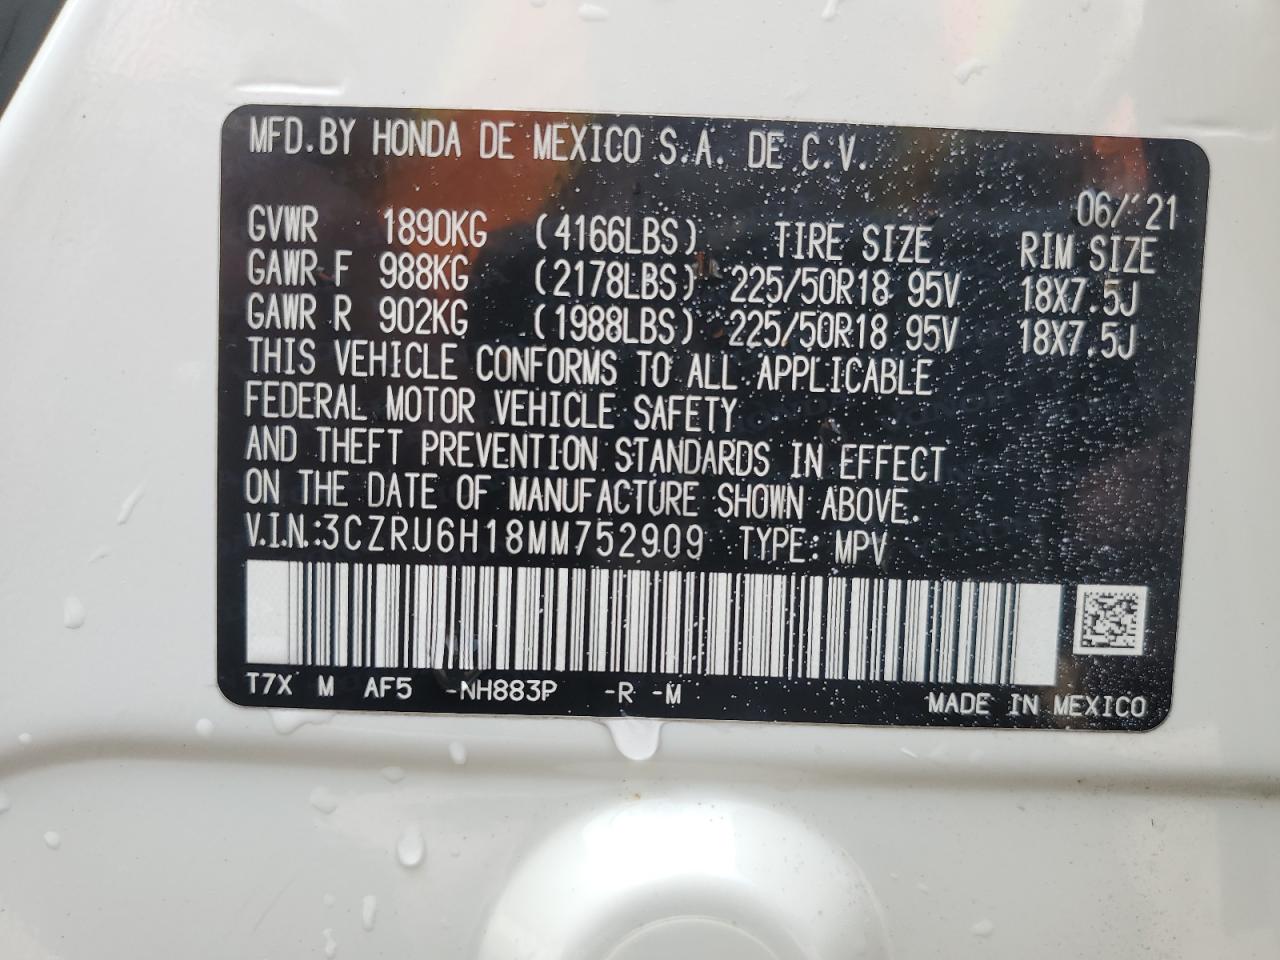 MFD.BY HONDA DE MEXICO S.A. DE C.V.
06/'21
GVWR 1890KG (4166LBS) TIRE SIZE RIM SIZE
GAWR F 988KG (2178LBS) 225/50R18 95V 18X7.5J
GAWR R 902KG (1988LBS) 225/50R18 95V 18X7.5J
THIS VEHICLE CONFORMS TO ALL APPLICABLE
FEDERAL MOTOR VEHICLE SAFETY
AND THEFT PREVENTION STANDARDS IN EFFECT
ON THE DATE OF MANUFACTURE SHOWN ABOVE.
V.I.N.:3CZRU6H18MM752909 TYPE: MPV
T7X M AF5 -NH883P -R -M
MADE IN MEXICO